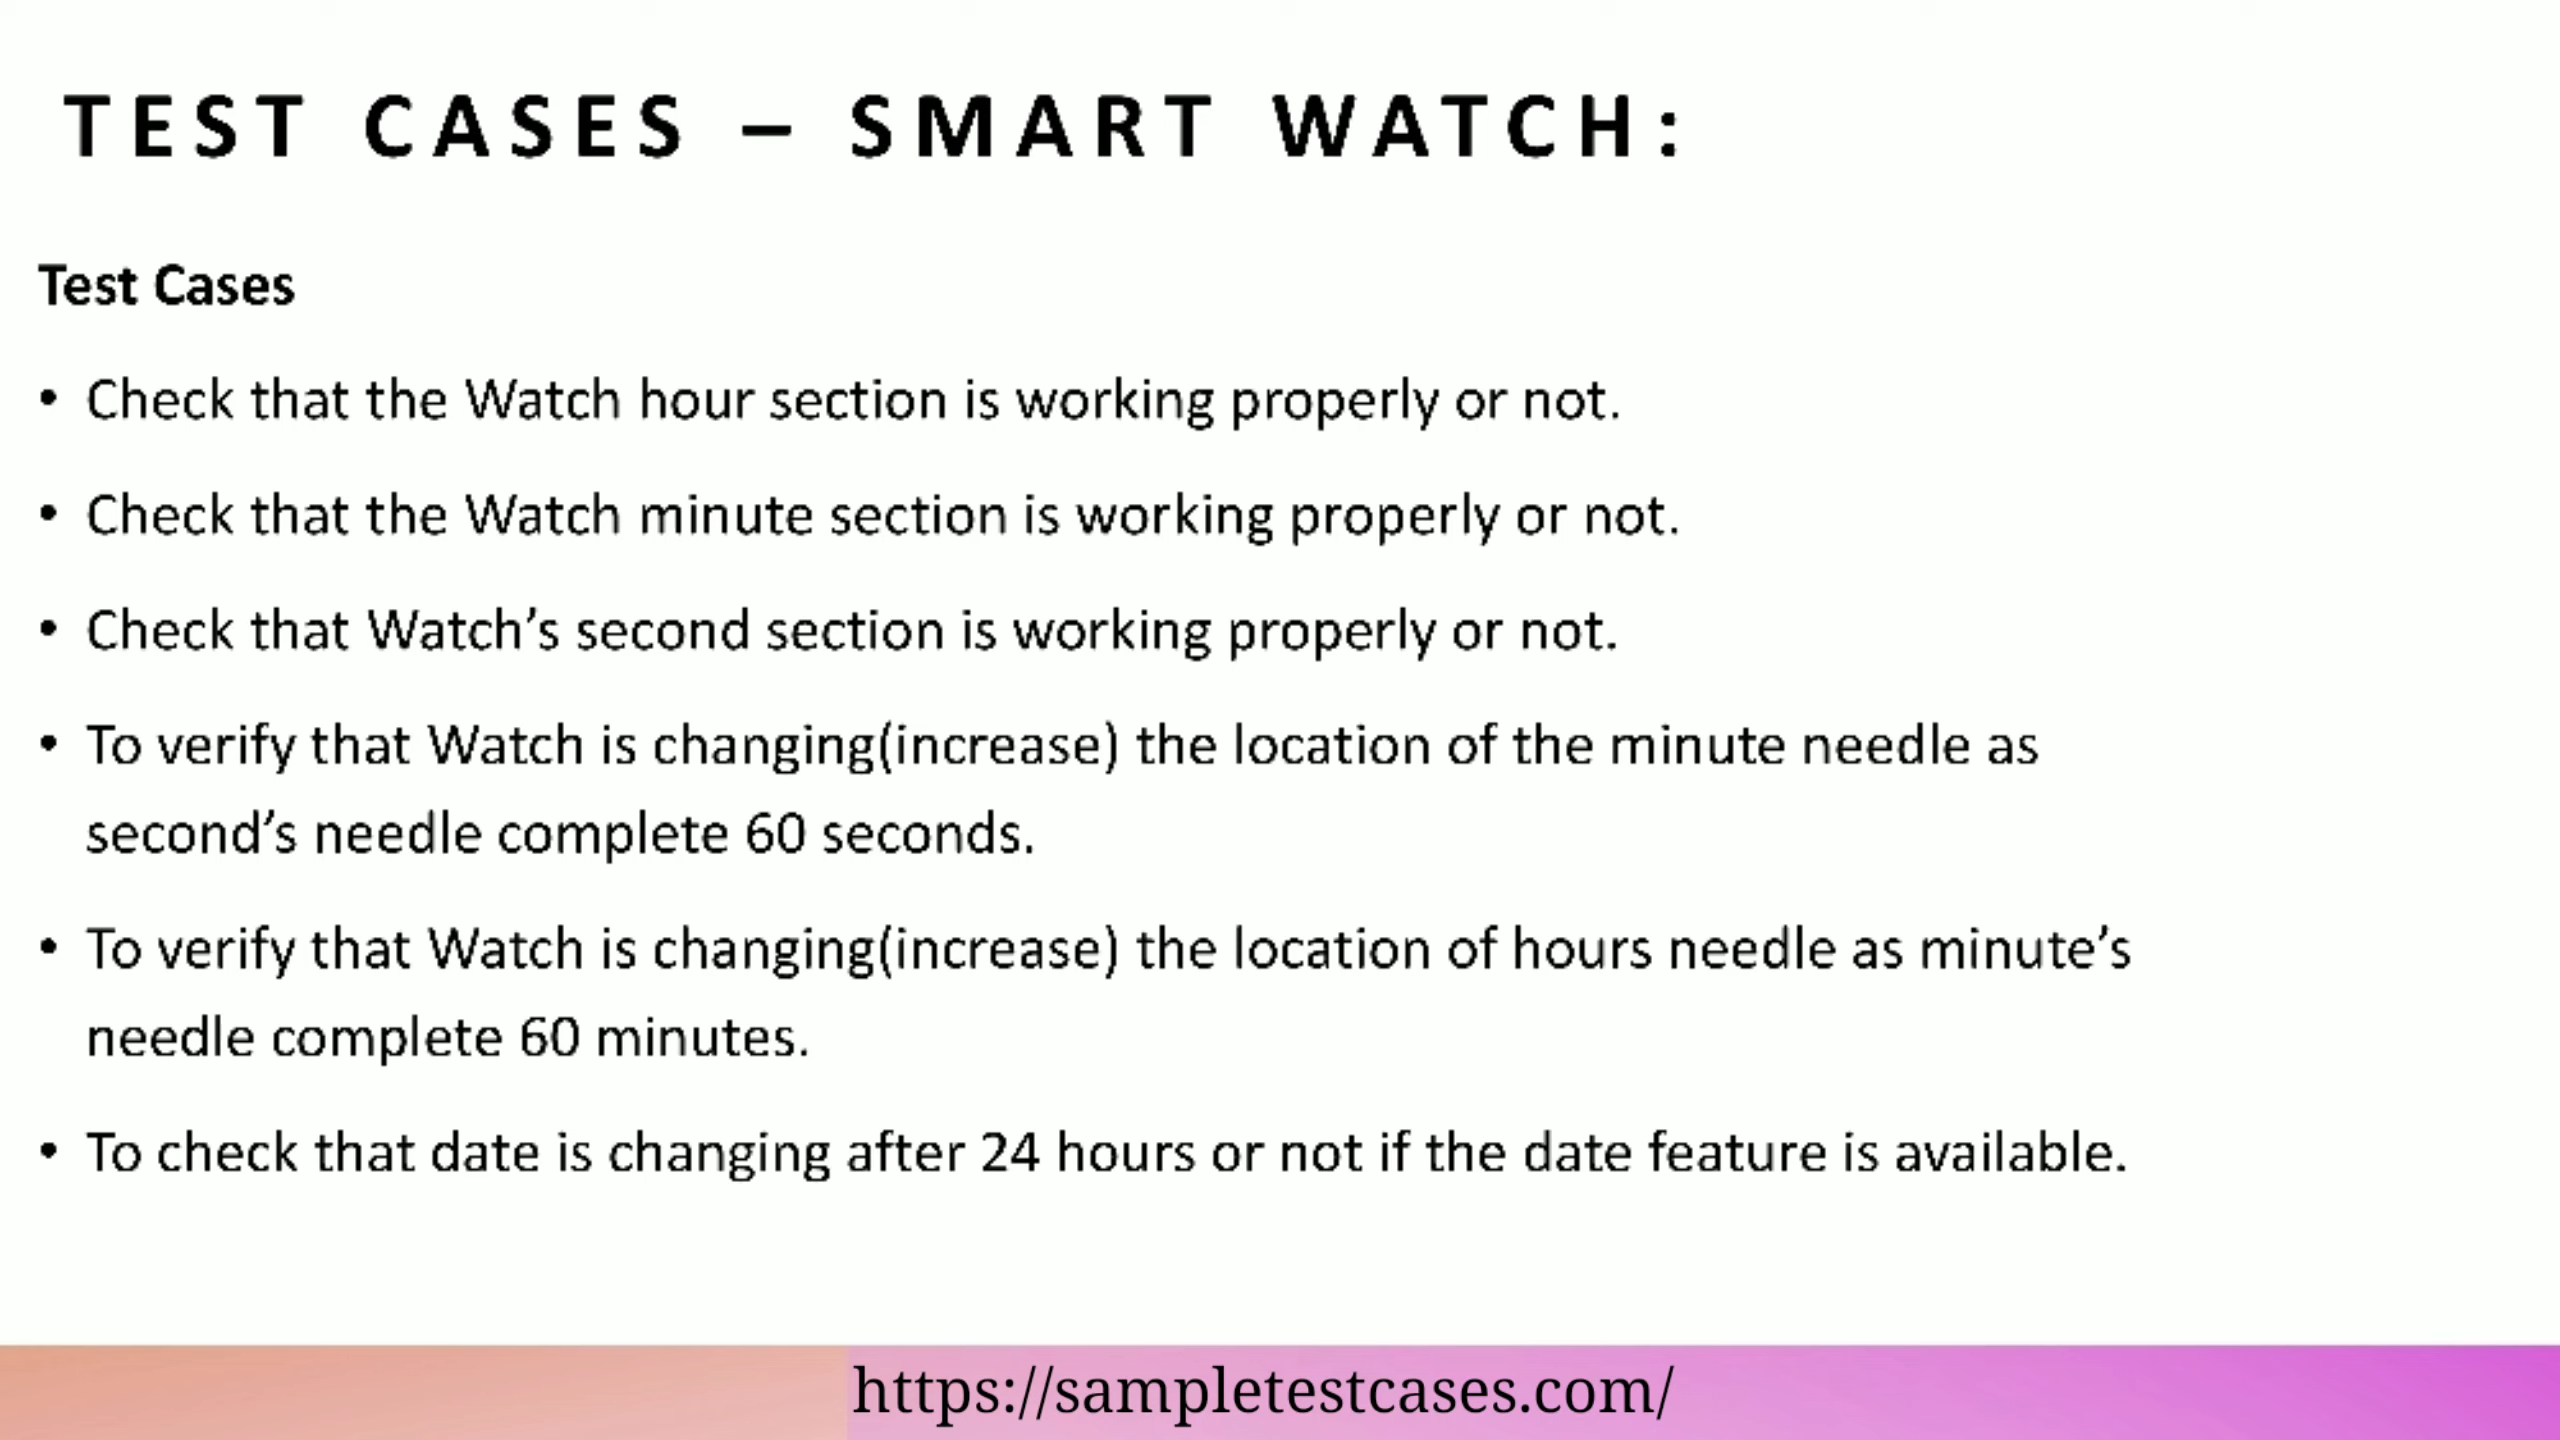 TEST CASES – SMART WATCH:
Test Cases
• Check that the Watch hour section is working properly or not.
• Check that the Watch minute section is working properly or not.
• Check that Watch’s second section is working properly or not.
• To verify that Watch is changing(increase) the location of the minute needle as
second’s needle complete 60 seconds.
• To verify that Watch is changing(increase) the location of hours needle as minute’s
needle complete 60 minutes.
• To check that date is changing after 24 hours or not if the date feature is available.
https://sampletestcases.com/